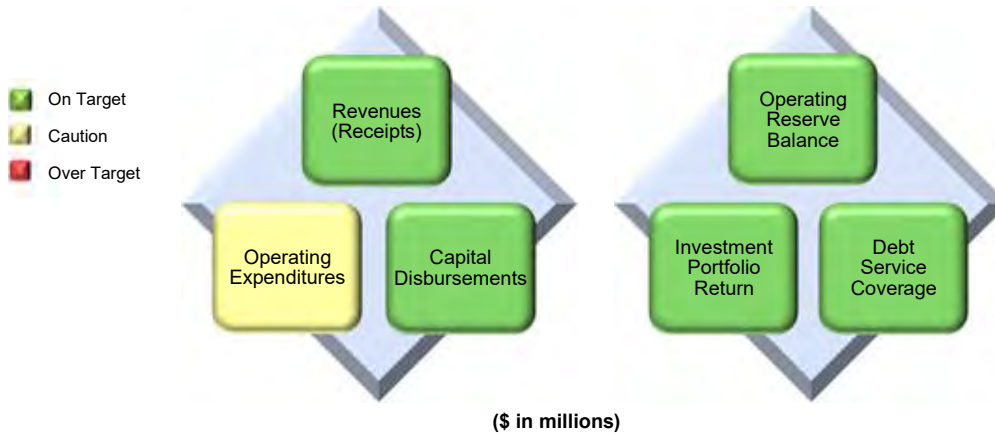 On Target
Caution
Over Target
Revenues
(Receipts)
Operating
Expenditures
Capital
Disbursements
Operating
Reserve
Balance
Investment
Portfolio
Return
Debt
Service
Coverage
($ in millions)